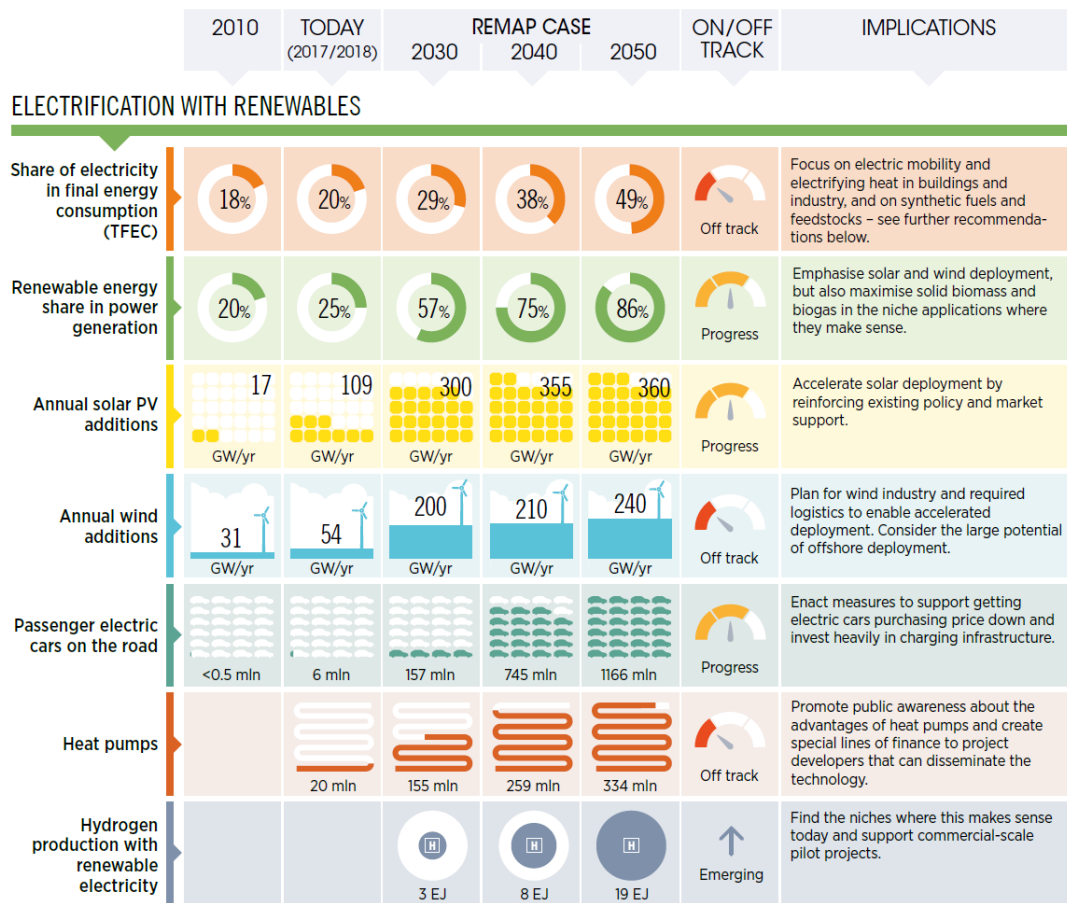 2010
TODAY
(2017/2018)
REMAP CASE
2030
2040
2050
ON/OFF
TRACK
IMPLICATIONS
ELECTRIFICATION WITH RENEWABLES
Share of electricity
in final energy
consumption
(TFEC)
18%
20%
29%
38%
49%
Off track
Focus on electric mobility and
electrifying heat in buildings and
industry, and on synthetic fuels and
feedstocks – see further recommenda-
tions below.
Renewable energy
share in power
generation
20%
25%
57%
75%
86%
Progress
Emphasise solar and wind deployment,
but also maximise solid biomass and
biogas in the niche applications where
they make sense.
Annual solar PV
additions
17
GW/yr
109
GW/yr
300
GW/yr
355
GW/yr
360
GW/yr
Progress
Accelerate solar deployment by
reinforcing existing policy and market
support.
Annual wind
additions
31
GW/yr
54
GW/yr
200
GW/yr
210
GW/yr
240
GW/yr
Off track
Plan for wind industry and required
logistics to enable accelerated
deployment. Consider the large potential
of offshore deployment.
Passenger electric
cars on the road
<0.5 mln
6 mln
157 mln
745 mln
1166 mln
Progress
Enact measures to support getting
electric cars purchasing price down and
invest heavily in charging infrastructure.
Heat pumps
20 mln
155 mln
259 mln
334 mln
Off track
Promote public awareness about the
advantages of heat pumps and create
special lines of finance to project
developers that can disseminate the
technology.
Hydrogen
production with
renewable
electricity
H
3 EJ
H
8 EJ
H
19 EJ
Emerging
Find the niches where this makes sense
today and support commercial-scale
pilot projects.